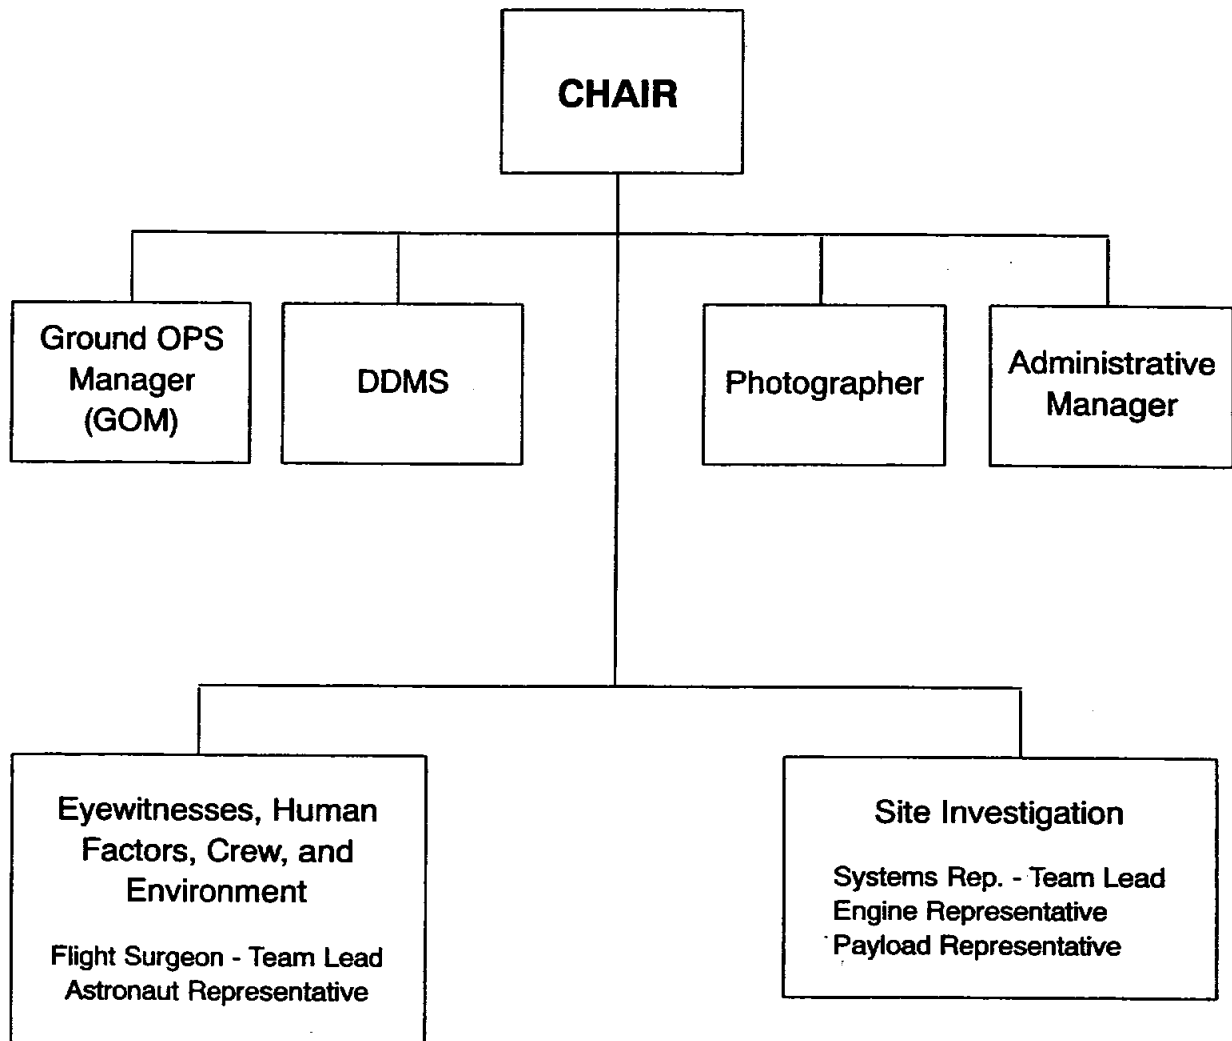 CHAIR
Ground OPS
Manager
(GOM)
DDMS
Photographer
Administrative
Manager
Eyewitnesses, Human
Factors, Crew, and
Environment
Flight Surgeon - Team Lead
Astronaut Representative
Site Investigation
Systems Rep. - Team Lead
Engine Representative
Payload Representative